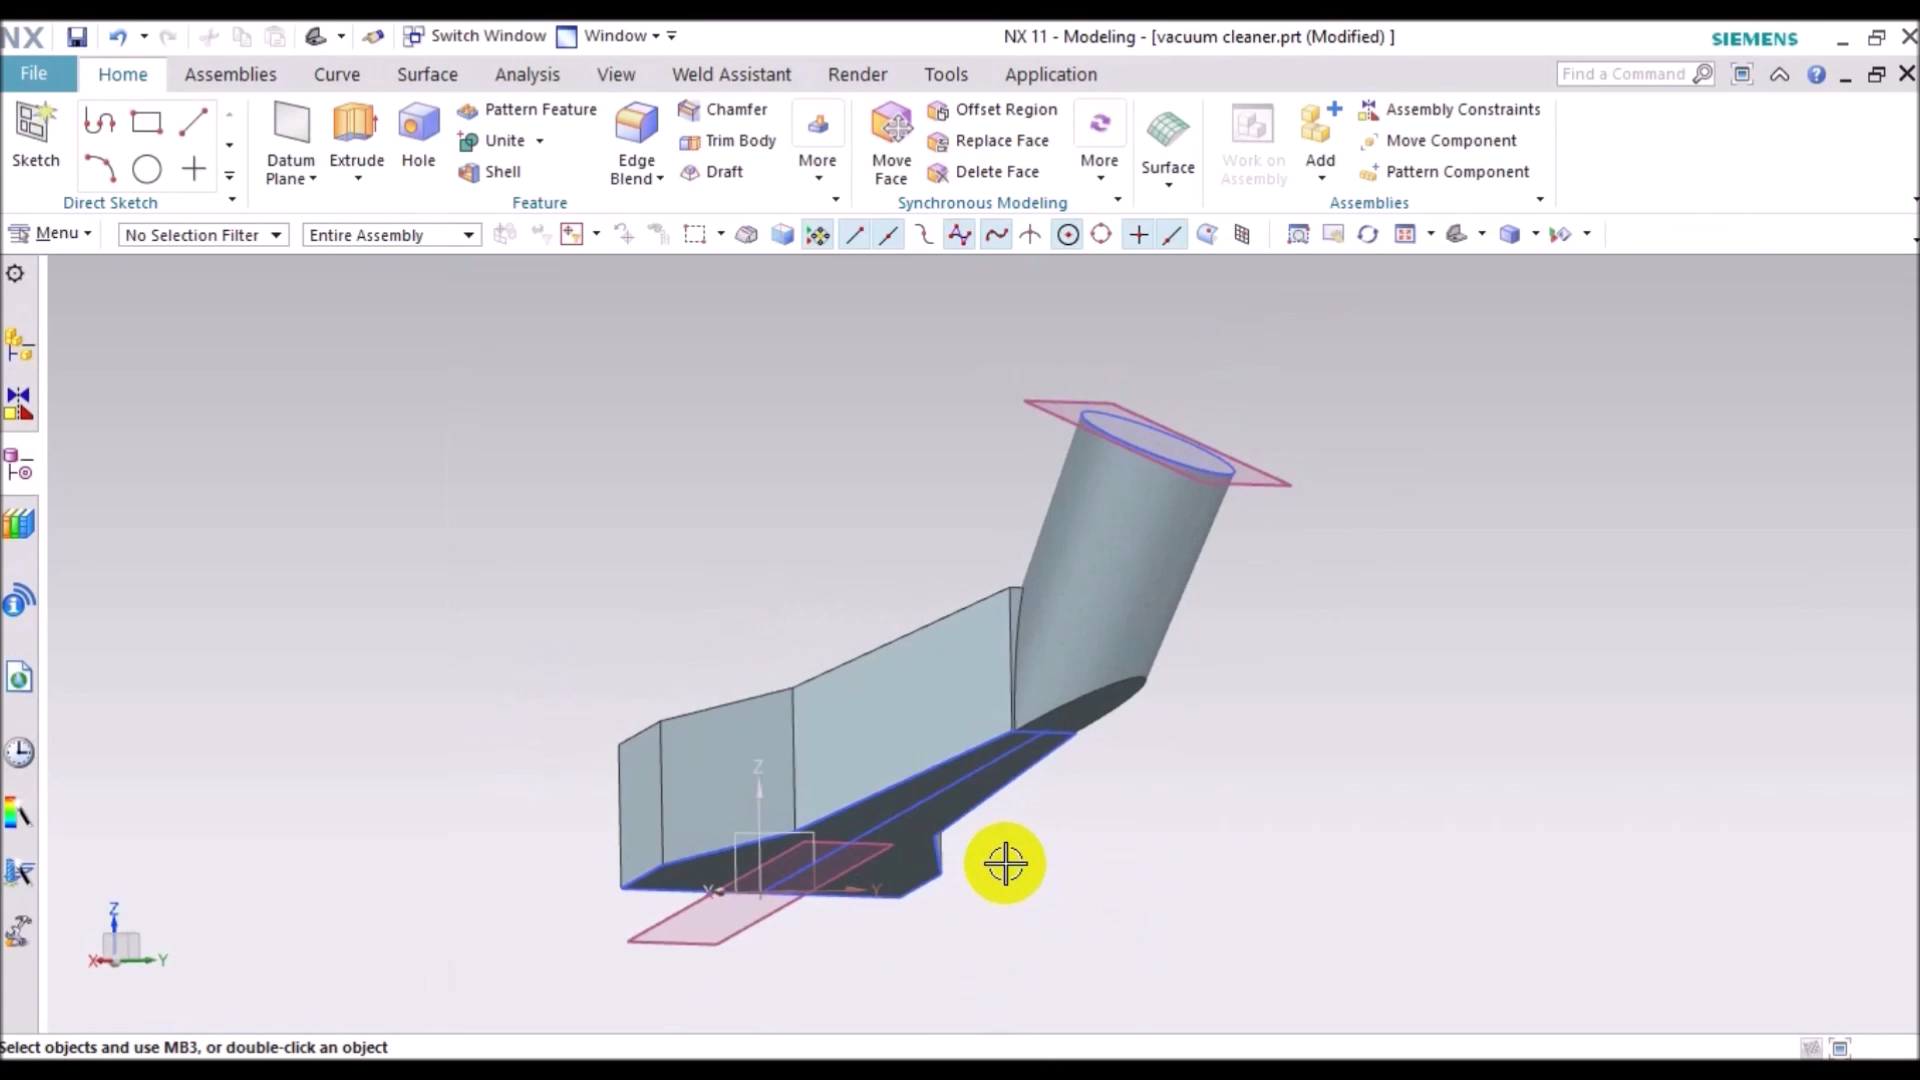 NX
Switch Window
Window
NX 11 - Modeling - [vacuum cleaner.prt (Modified) ]
SIEMENS
File
Home
Assemblies
Curve
Surface
Analysis
View
Weld Assistant
Render
Tools
Application
Find a Command
Sketch
Direct Sketch
Datum
Plane
Extrude
Hole
Pattern Feature
Unite
Shell
Edge
Blend
Chamfer
Trim Body
Draft
More
Feature
Move
Face
Offset Region
Replace Face
Delete Face
More
Synchronous Modeling
Surface
Work on
Assembly
Add
Assembly Constraints
Move Component
Pattern Component
Assemblies
Menu
No Selection Filter
Entire Assembly
Z
X
Y
Z
X
Y
Select objects and use MB3, or double-click an object